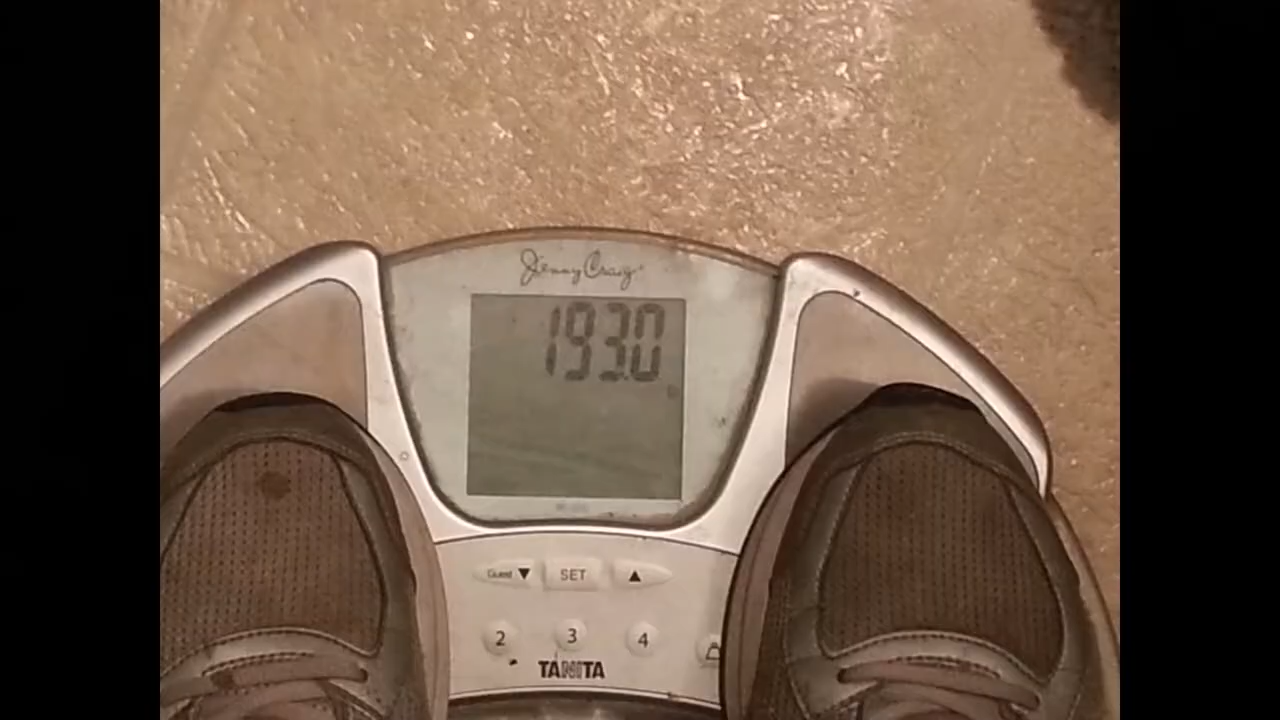 Jenny Craig
193.0
Guest ▼ SET ▲
2 3 4
TANITA